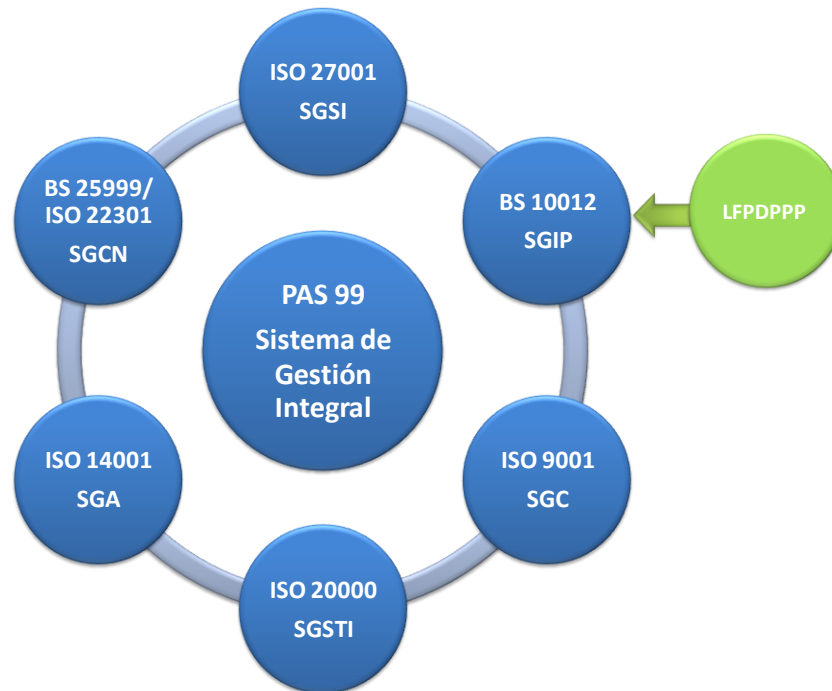 ISO 27001
SGSI
BS 25999/
ISO 22301
SGCN
BS 10012
SGIP
LFPDPPP
PAS 99
Sistema de
Gestión
Integral
ISO 14001
SGA
ISO 9001
SGC
ISO 20000
SGSTI